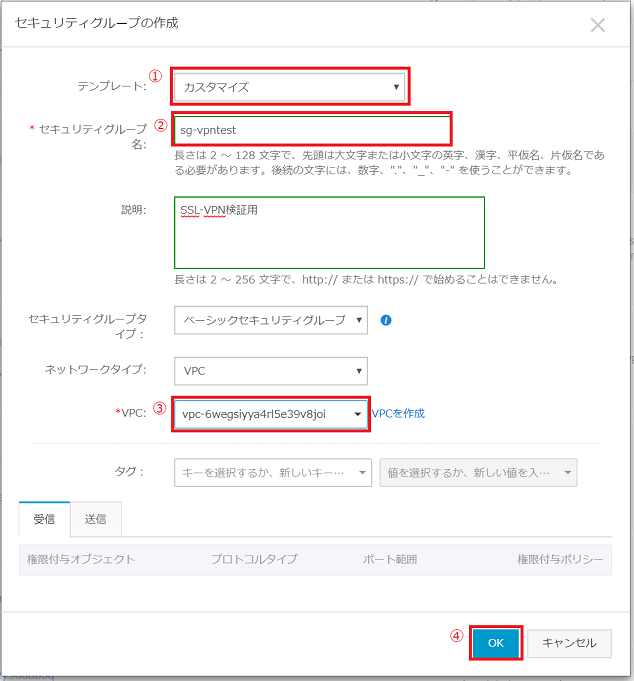 セキュリティグループの作成
① テンプレート: カスタマイズ
* セキュリティグループ ② sg-vpntest
名:
長さは 2 ～ 128 文字で、先頭は大文字または小文字の英字、漢字、平仮名、片仮名であ
る必要があります。後続の文字には、数字、"."、"_"、"-" を使うことができます。
説明: SSL-VPN検証用
長さは 2 ～ 256 文字で、http:// または https:// で始めることはできません。
セキュリティグループタ ベーシックセキュリティグループ
イプ：
ネットワークタイプ: VPC
*VPC: ③ vpc-6wegsiyya4rl5e39v8joi VPCを作成
タグ： キーを選択するか、新しいキー… 値を選択するか、新しい値を入…
受信 送信
権限付与オブジェクト プロトコルタイプ ポート範囲 権限付与ポリシー
④ OK キャンセル